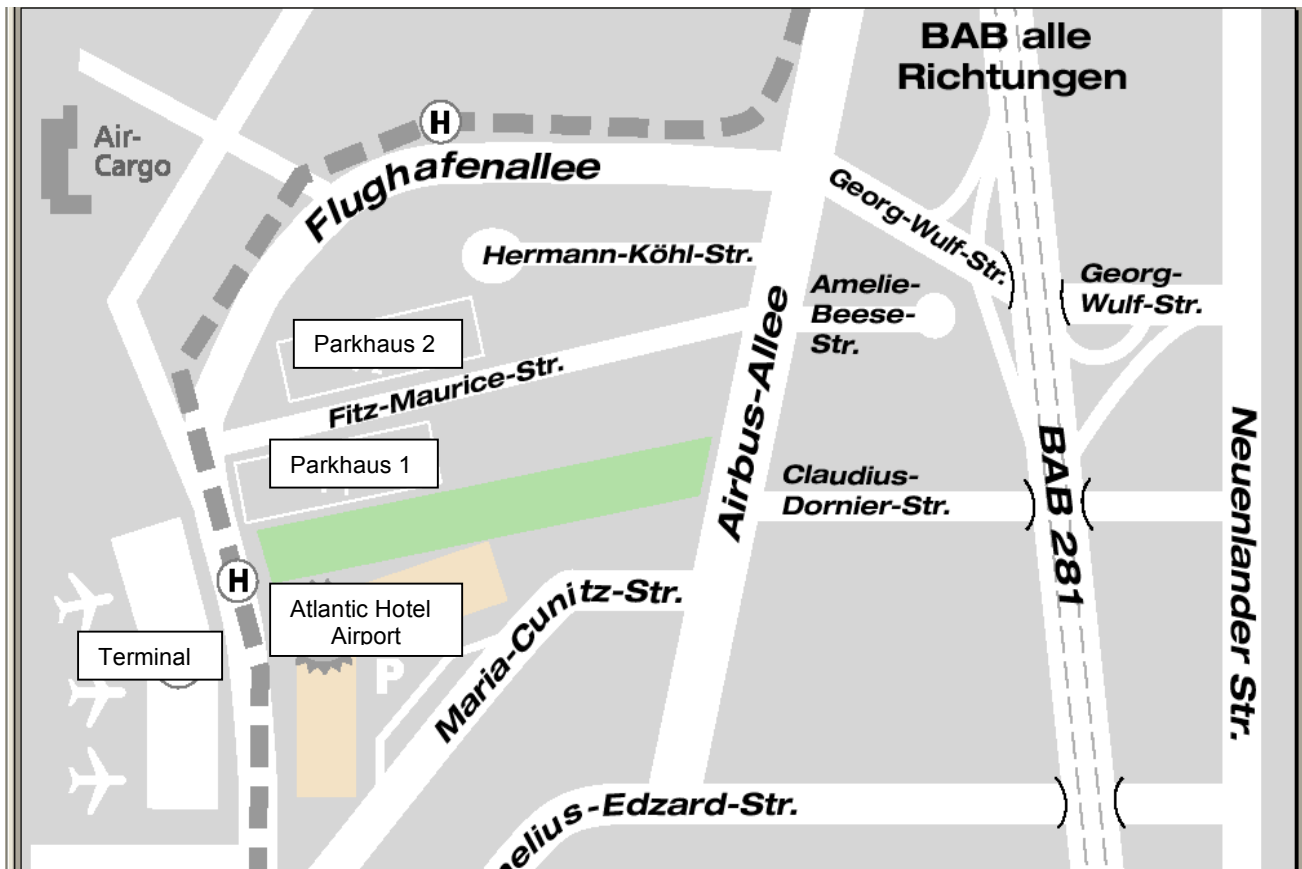 BAB alle
Richtungen
Air-
Cargo
H
Flughafenallee
Georg-Wulf-Str.
Hermann-Köhl-Str.
Georg-
Wulf-Str.
Amelie-
Beese-
Str.
Airbus-Allee
Parkhaus 2
Fitz-Maurice-Str.
Parkhaus 1
BAB 281
Neuenlander Str.
Claudius-
Dornier-Str.
H
Atlantic Hotel
Airport
Maria-Cunitz-Str.
Terminal
P
nelius-Edzard-Str.